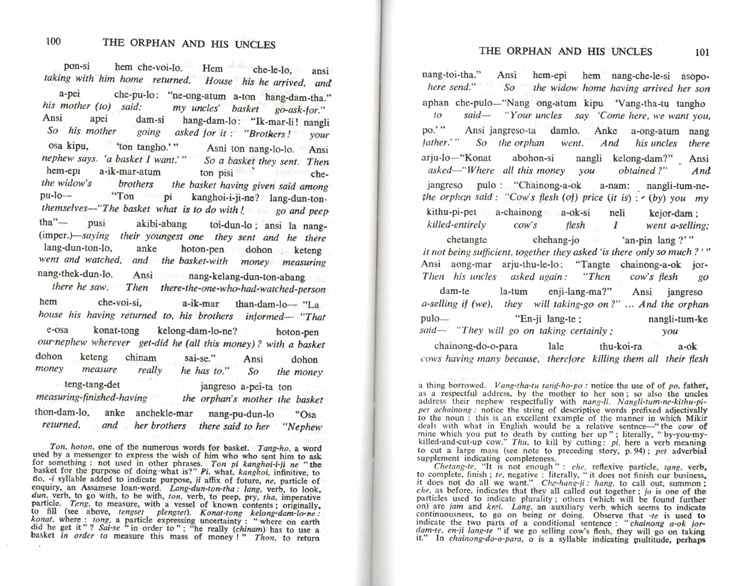 100 THE ORPHAN AND HIS UNCLES
pon-si hem che-voi-lo. Hem che-le-lo, ansi
taking with him home returned. House his he arrived, and
a-pei che-pu-lo: "ne-ong-atum a-ton hang-dam-tha."
his mother (to) said: my uncles' basket go-ask-for."
Ansi apei dam-si hang-dam-lo: "Ik-mar-li! nangli
So his mother going asked for it: "Brothers! your
osa kipu, 'ton tangho.'" Asni ton nang-lo-lo. Ansi
nephew says. 'a basket I want.'" So a basket they sent. Then
hem-epi a-ik-mar-atum ton pisi che-
the widow's brothers the basket having given said among
pu-lo— "Ton pi kanghoi-i-ji-ne? lang-dun-ton-
themselves—"The basket what is to do with! go and peep
tha"— pusi akibi-abang toi-dun-lo; ansi la nang-
(imper.)—saying their youngest one they sent and he there
lang-dun-ton-lo, anke hoton-pen dohon keteng
went and watched, and the basket-with money measuring
nang-thek-dun-lo. Ansi nang-kelang-dun-ton-abang
there he saw. Then there-the-one-who-had-watched-person
hem che-voi-si, a-ik-mar than-dam-lo— "La
house his having returned to, his brothers informed— "That
e-osa konat-tong kelong-dam-lo-ne? hoton-pen
our-nephew wherever get-did he (all this money)? with a basket
dohon keteng chinam sai-se." Ansi dohon
money measure really he has to." So the money
teng-tang-det jangreso a-pei-ta ton
measuring-finished-having the orphan's mother the basket
thon-dam-lo, anke anchekle-mar nang-pu-dun-lo "Osa
returned, and her brothers there said to her "Nephew
Ton, hoton, one of the numerous words for basket. Tang-ho, a word
used by a messenger to express the wish of him who who sent him to ask
for something: not used in other phrases. Ton pi kanghoi-i-ji ne "the
basket for the purpose of doing what is?" Pi, what, kanghoi, infinitive, to
do, -i syllable added to indicate purpose, ji affix of future, ne, particle of
enquiry, an Assamese loan-word. Lang-dun-ton-tha: lang, verb, to look,
dun, verb, to go with, to be with, ton, verb, to peep, pry, tha, imperative
particle. Teng, to measure, with a vessel of known contents; originally,
to fill (see above, tengset plengset). Konat-tong kelong-dam-lo-ne:
konat, where: tong, a particle expressing uncertainty: "where on earth
did he get it"? Sai-se "in order to": "he really (chinam) has to use a
basket in order to measure this mass of money!" Thon, to return
THE ORPHAN AND HIS UNCLES 101
nang-toi-tha." Ansi hem-epi hem nang-che-le-si asopo-
here send." So the widow home having arrived her son
aphan che-pulo—"Nang ong-atum kipu 'Vang-tha-tu tangho
to said— "Your uncles say 'Come here, we want you,
po.'" Ansi jangreso-ta damlo. Anke a-ong-atum nang
father.'" So the orphan went. And his uncles there
arju-lo—"Konat abohon-si nangli kelong-dam?" Ansi
asked—"Where all this money you obtained?" And
jangreso pulo: "Chainong-a-ok a-nam: nangli-tum-ne-
the orphan said: "Cow's flesh (of) price (it is): (by) you my
kithu-pi-pet a-chainong a-ok-si neli kejor-dam;
killed-entirely cow's flesh I went a-selling;
chetangte chehang-jo 'an-pin lang?'"
it not being sufficient, together they asked 'is there only so much?'"
Ansi aong-mar arju-thu-le-lo: "Tangte chainong-a-ok jor-
Then his uncles asked again: "Then cow's flesh go
dam-te la-tum enji-lang-ma?" Ansi jangreso
a-selling if (we), they will taking-go on?" ... And the orphan
pulo— "En-ji lang-te; nangli-tum-ke
said— "They will go on taking certainly; you
chainong-do-o-para lale thu-koi-ra a-ok
cows having many because, therefore killing them all their flesh
a thing borrowed. Vang-tha-tu tang-ho-po: notice the use of of po, father,
as a respectful address, by the mother to her son; so also the uncles
address their nephew respectfully with nang-li. Nangli-tum-ne-kithu-pi-
pet achainong: notice the string of descriptive words prefixed adjectivally
to the noun: this is an excellent example of the manner in which Mikir
deals with what in English would be a relative sentnce—"the cow of
mine which you put to death by cutting her up"; literally, "by-you-my-
killed-and-cut-up cow." Thu, to kill by cutting: pi, here a verb meaning
to cut a large mass (see note to preceding story, p. 94); pet adverbial
supplement indicating completeness.
Chetang-te, "It is not enough": che, reflexive particle, tang, verb,
to complete, finish; te, negative: literally, "it does not finish our business,
it does not do all we want." Che-hang-ji: hang, to call out, summon;
che, as before, indicates that they all called out together; jo is one of the
particles used to indicate plurality; others (which will be found further
on) are jam and krei. Lang, an auxiliary verb which seems to indicate
continuousness, to go on being or doing. Observe that -te is used to
indicate the two parts of a conditional sentence: "chainong a-ok jor-
dam-te, en-ji lang-te "if we go selling cow's flesh, they will go on taking
it." In chainong-do-o-para, o is a syllable indicating multitude, perhaps